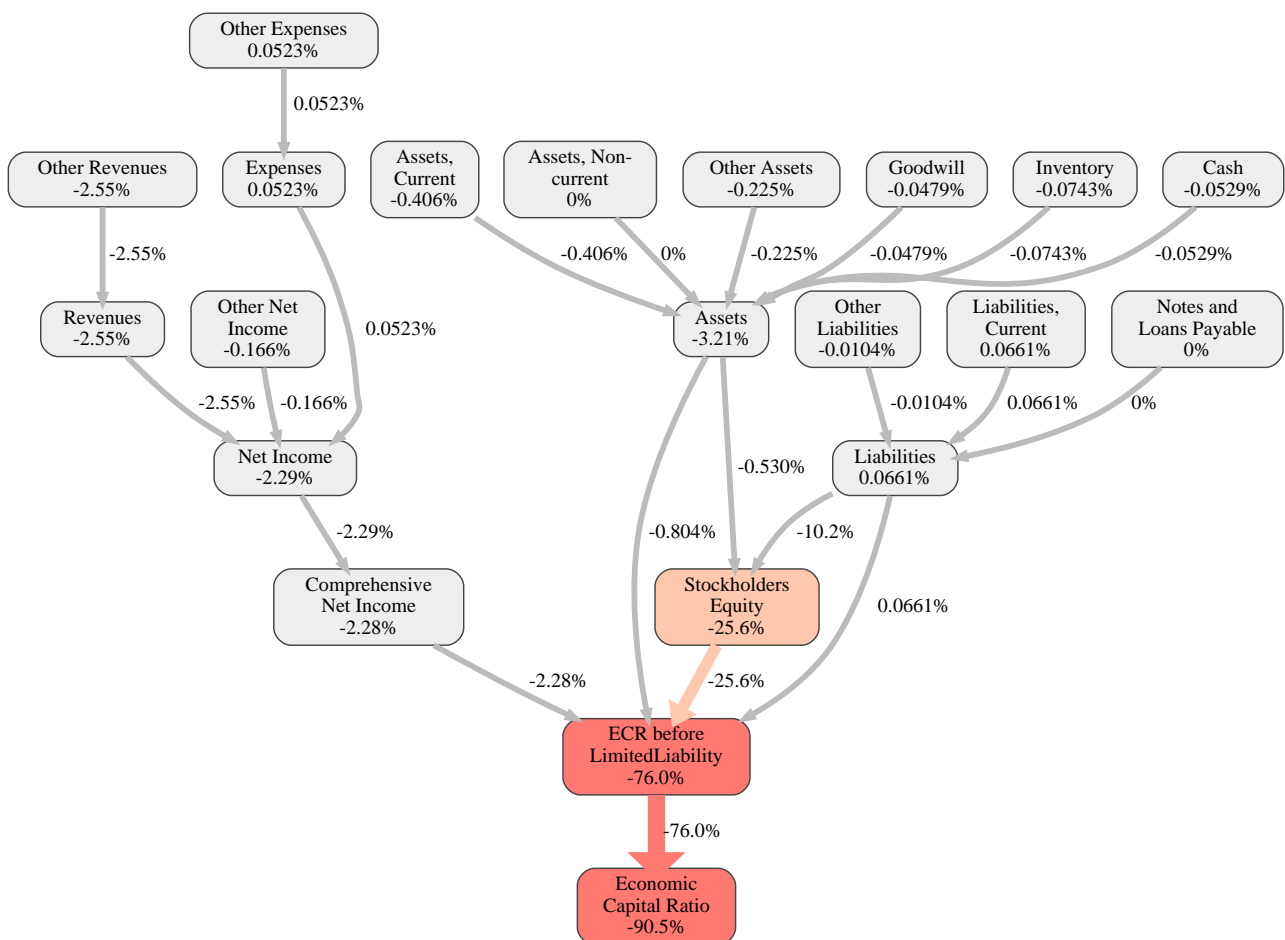 Other Expenses
0.0523%
0.0523%
Other Revenues
-2.55%
Expenses
0.0523%
Assets,
Current
-0.406%
Assets, Non-
current
0%
Other Assets
-0.225%
Goodwill
-0.0479%
Inventory
-0.0743%
Cash
-0.0529%
-2.55%
-0.406%
0%
-0.225%
-0.0479%
-0.0743%
-0.0529%
Revenues
-2.55%
Other Net
Income
-0.166%
0.0523%
Assets
-3.21%
Other
Liabilities
-0.0104%
Liabilities,
Current
0.0661%
Notes and
Loans Payable
0%
-2.55%
-0.166%
-0.0104%
0.0661%
0%
Net Income
-2.29%
-0.530%
Liabilities
0.0661%
-2.29%
-0.804%
-10.2%
Comprehensive
Net Income
-2.28%
Stockholders
Equity
-25.6%
0.0661%
-2.28%
-25.6%
ECR before
LimitedLiability
-76.0%
-76.0%
Economic
Capital Ratio
-90.5%